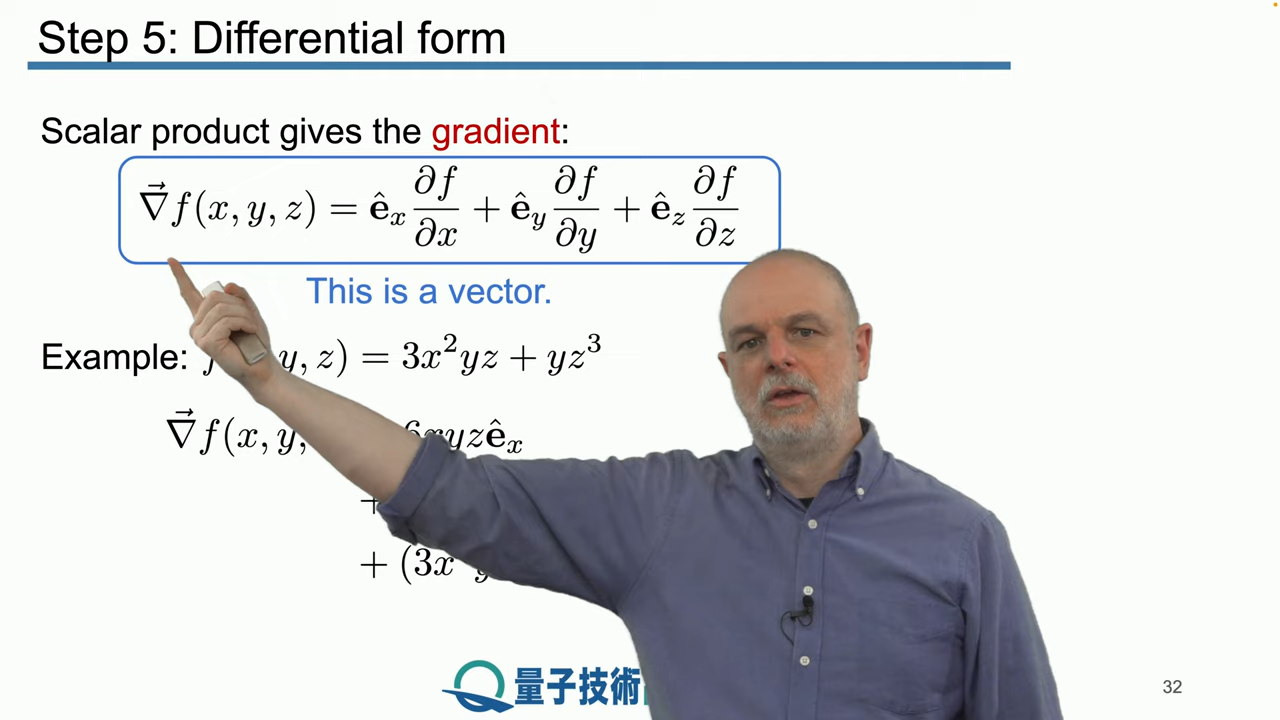 Step 5: Differential form
Scalar product gives the gradient:
∇⃗f(x, y, z) = ê_x ∂f/∂x + ê_y ∂f/∂y + ê_z ∂f/∂z
This is a vector.
Example: y, z) = 3x²yz + yz³
∇⃗f(x, y, 6xyzê_x
+
+ (3x
量子技術
32